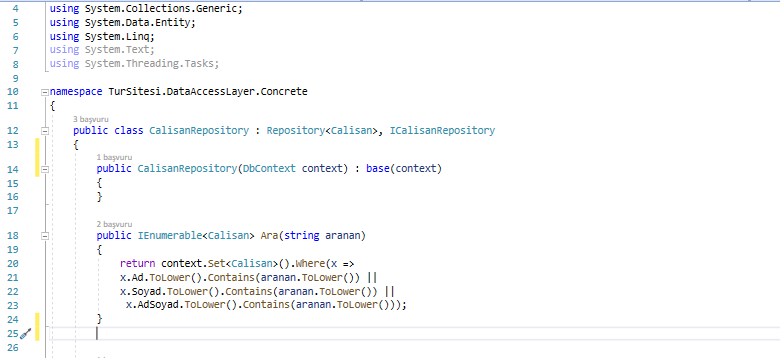 4 using System.Collections.Generic;
5 using System.Data.Entity;
6 using System.Linq;
7 using System.Text;
8 using System.Threading.Tasks;
9
10 namespace TurSitesi.DataAccessLayer.Concrete
11 {
3 başvuru
12 public class CalisanRepository : Repository<Calisan>, ICalisanRepository
13 {
1 başvuru
14 public CalisanRepository(DbContext context) : base(context)
15 {
16 }
17
2 başvuru
18 public IEnumerable<Calisan> Ara(string aranan)
19 {
20 return context.Set<Calisan>().Where(x =>
21 x.Ad.ToLower().Contains(aranan.ToLower()) ||
22 x.Soyad.ToLower().Contains(aranan.ToLower()) ||
23 x.AdSoyad.ToLower().Contains(aranan.ToLower()));
24 }
25
26